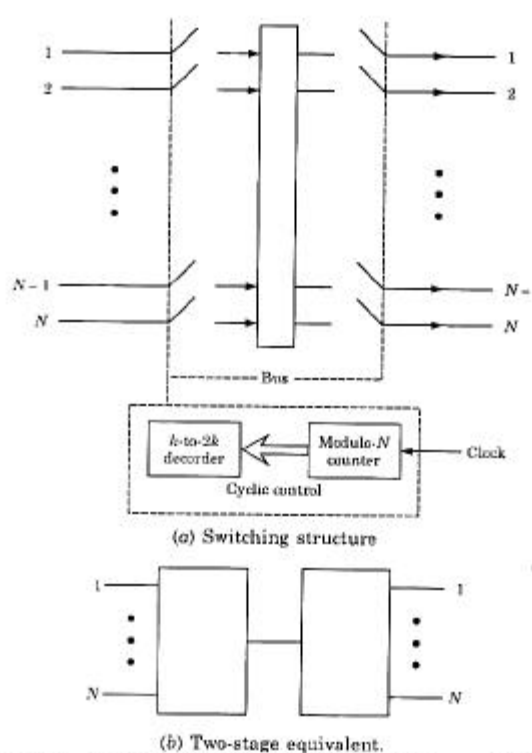 1 1
2 2
N - 1 N -
N N
Bus
k-to-2k
decorder
Modulo-N
counter
Clock
Cyclic control
(a) Switching structure
1 1
N N
(b) Two-stage equivalent.